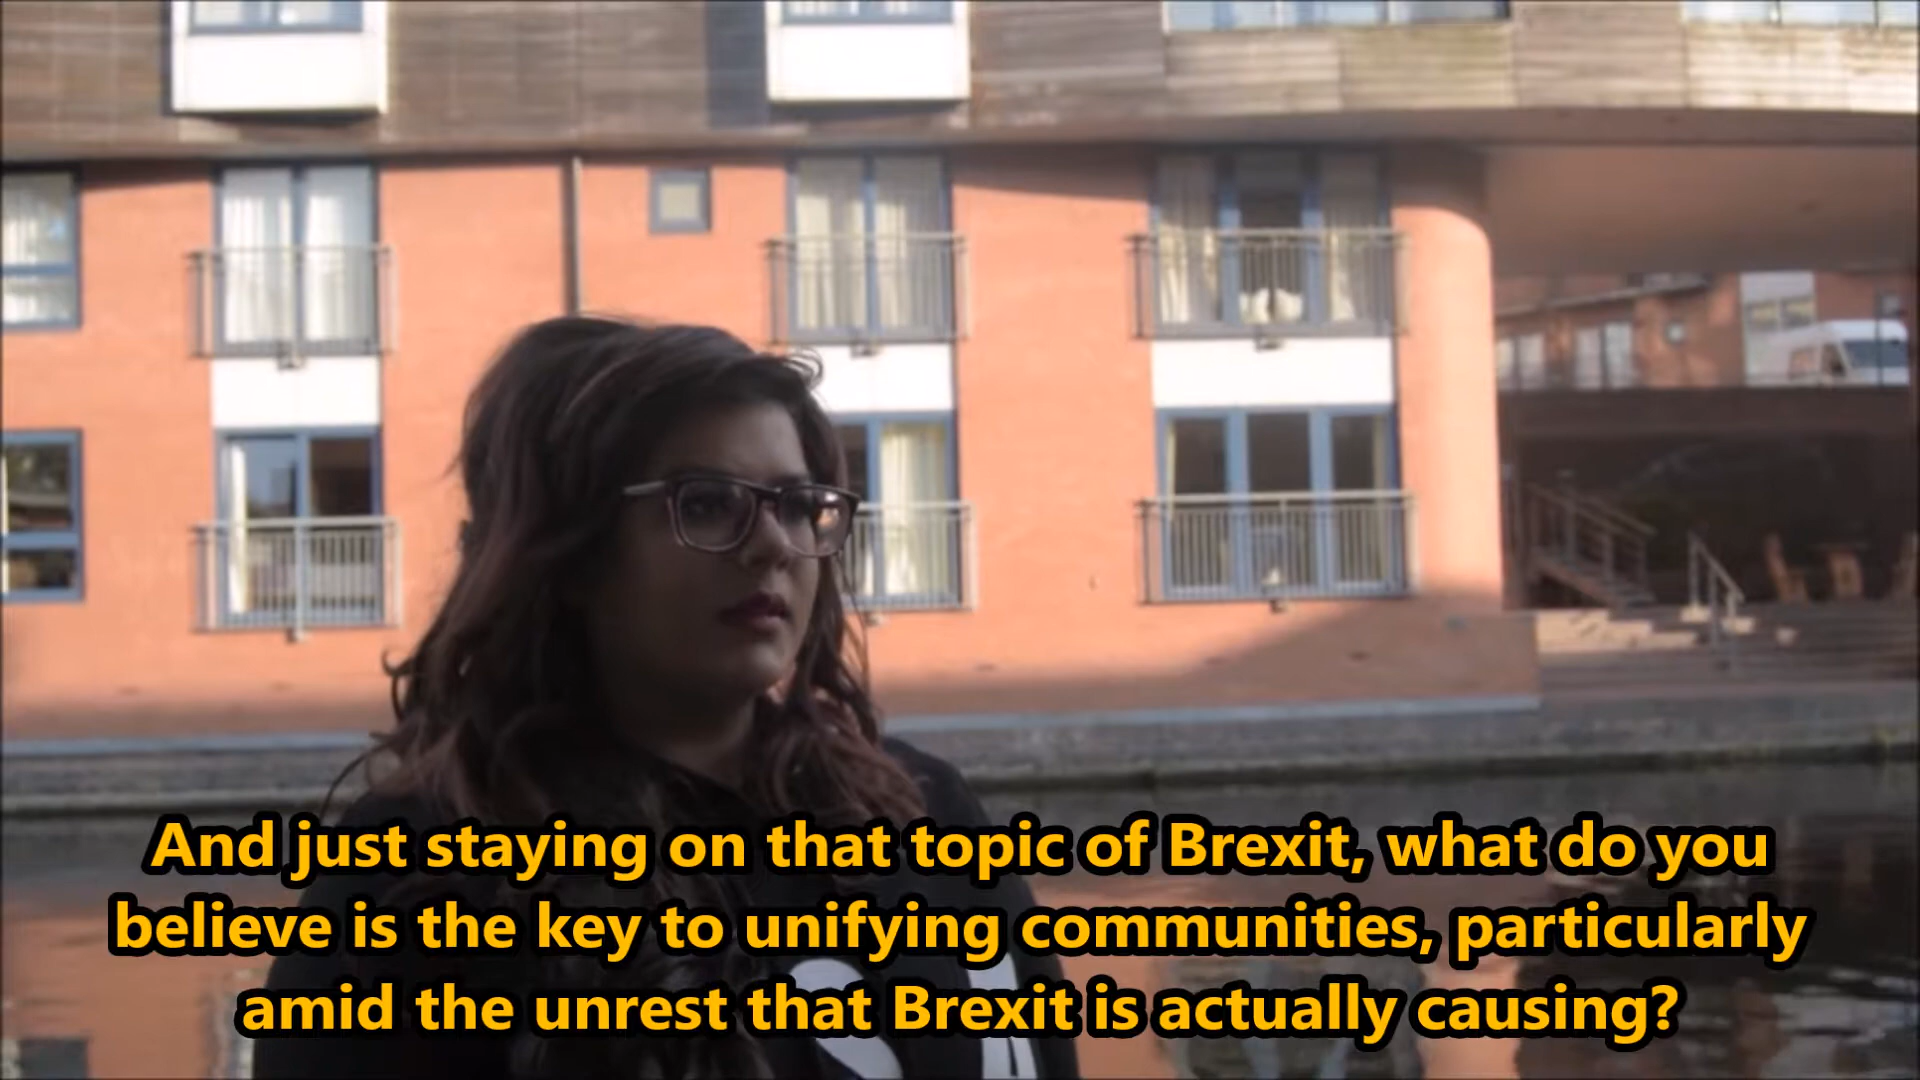 And just staying on that topic of Brexit, what do you
believe is the key to unifying communities, particularly
amid the unrest that Brexit is actually causing?